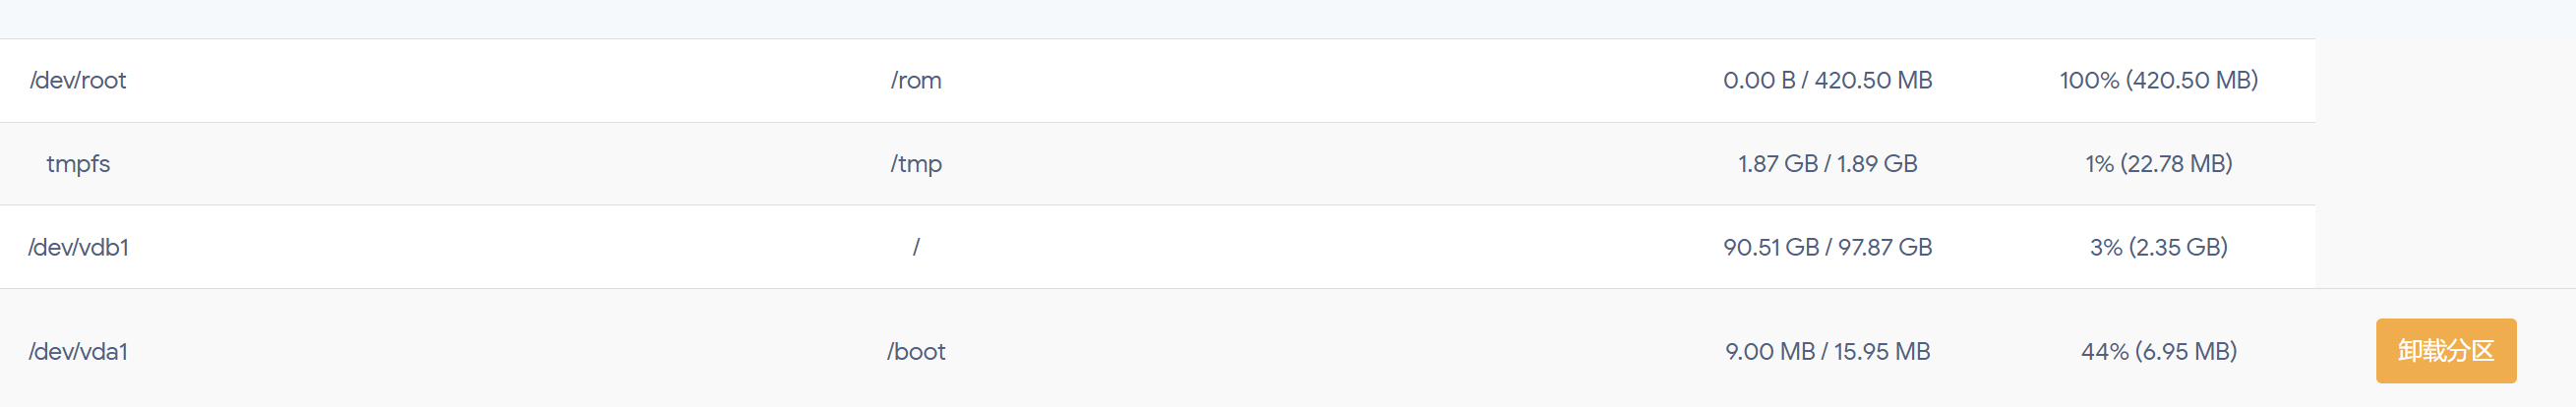 /dev/root /rom 0.00 B / 420.50 MB 100% (420.50 MB)
tmpfs /tmp 1.87 GB / 1.89 GB 1% (22.78 MB)
/dev/vdb1 / 90.51 GB / 97.87 GB 3% (2.35 GB)
/dev/vda1 /boot 9.00 MB / 15.95 MB 44% (6.95 MB) 卸载分区